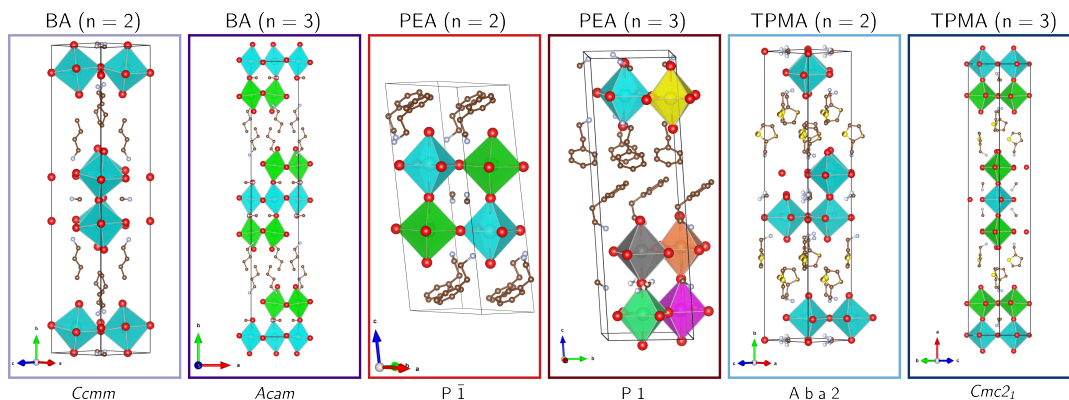 BA (n = 2)
BA (n = 3)
PEA (n = 2)
PEA (n = 3)
TPMA (n = 2)
TPMA (n = 3)
b
c
a
b
a
c
a
c
b
b
c
a
a
b
c
Ccmm
Acam
P 1̄
P 1
A b a 2
Cmc2₁